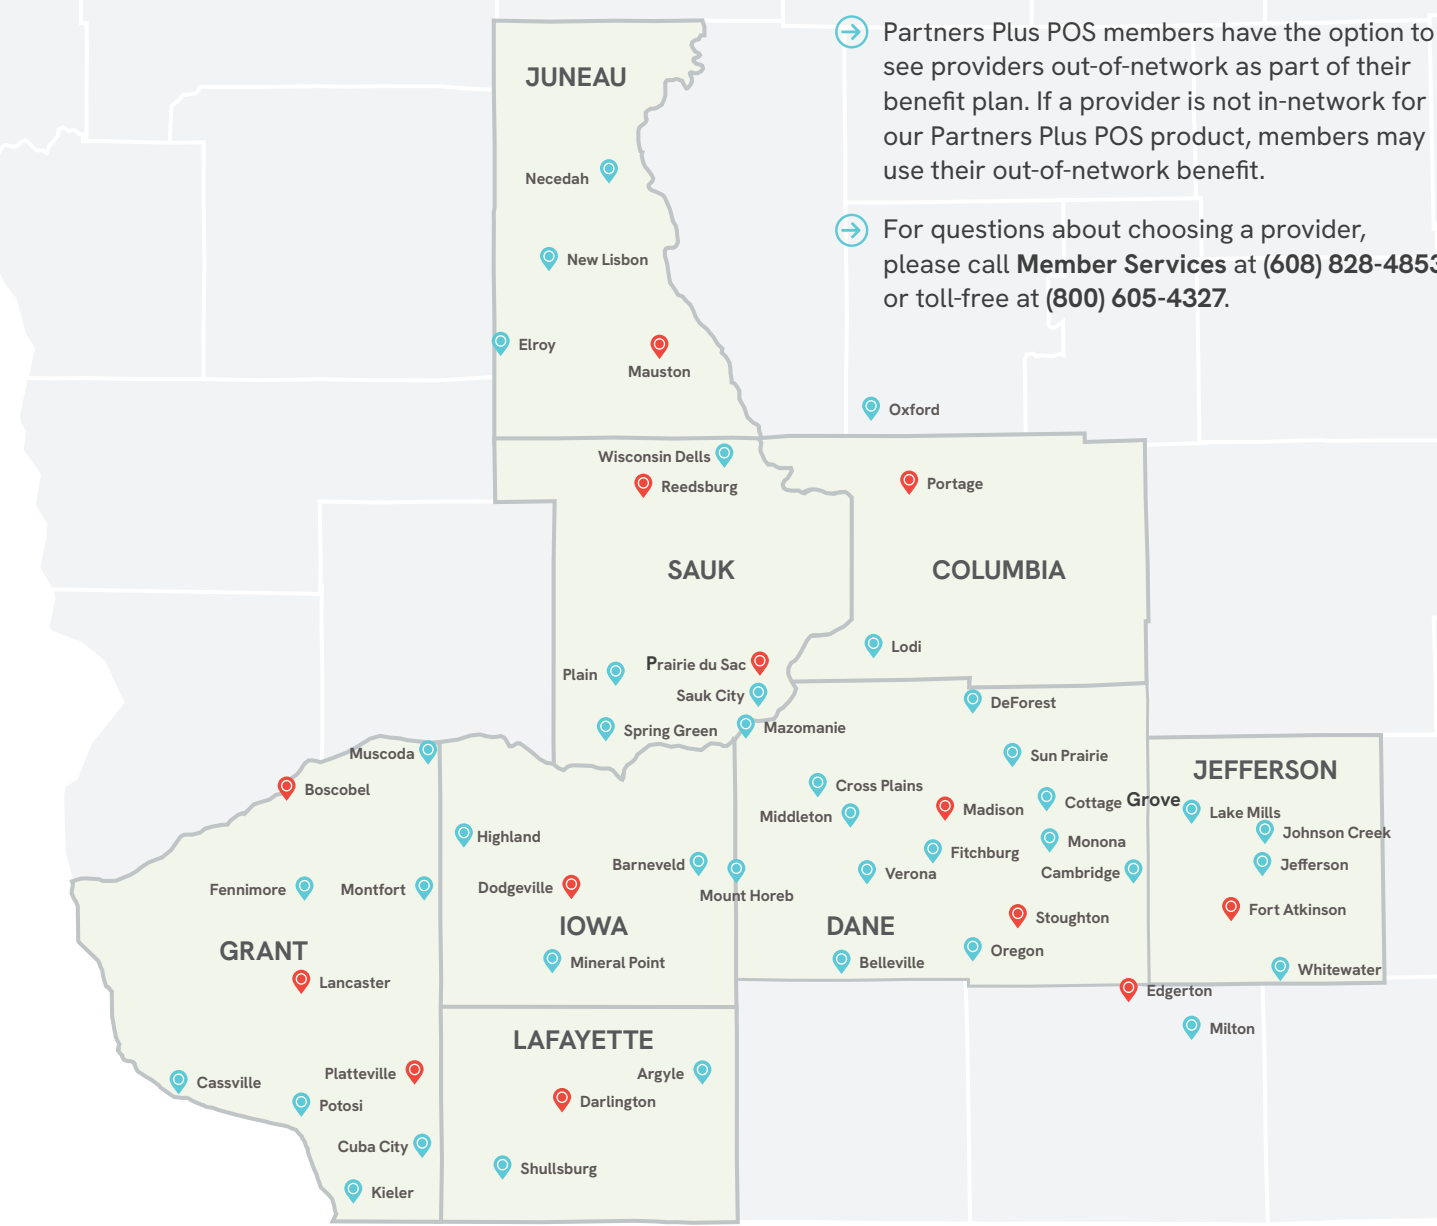 Partners Plus POS members have the option to
see providers out-of-network as part of their
benefit plan. If a provider is not in-network for
our Partners Plus POS product, members may
use their out-of-network benefit.
For questions about choosing a provider,
please call Member Services at (608) 828-4853
or toll-free at (800) 605-4327.
JUNEAU
Necedah
New Lisbon
Elroy
Mauston
Oxford
Wisconsin Dells
Reedsburg
Portage
SAUK
COLUMBIA
Lodi
Prairie du Sac
Plain
Sauk City
DeForest
Spring Green
Mazomanie
Muscoda
Sun Prairie
JEFFERSON
Boscobel
Cross Plains
Cottage Grove
Madison
Middleton
Lake Mills
Johnson Creek
Highland
Monona
Fitchburg
Barneveld
Jefferson
Verona
Cambridge
Fennimore
Montfort
Dodgeville
Mount Horeb
Fort Atkinson
Stoughton
IOWA
DANE
GRANT
Oregon
Mineral Point
Belleville
Whitewater
Lancaster
Edgerton
Milton
LAFAYETTE
Platteville
Argyle
Cassville
Darlington
Potosi
Cuba City
Shullsburg
Kieler